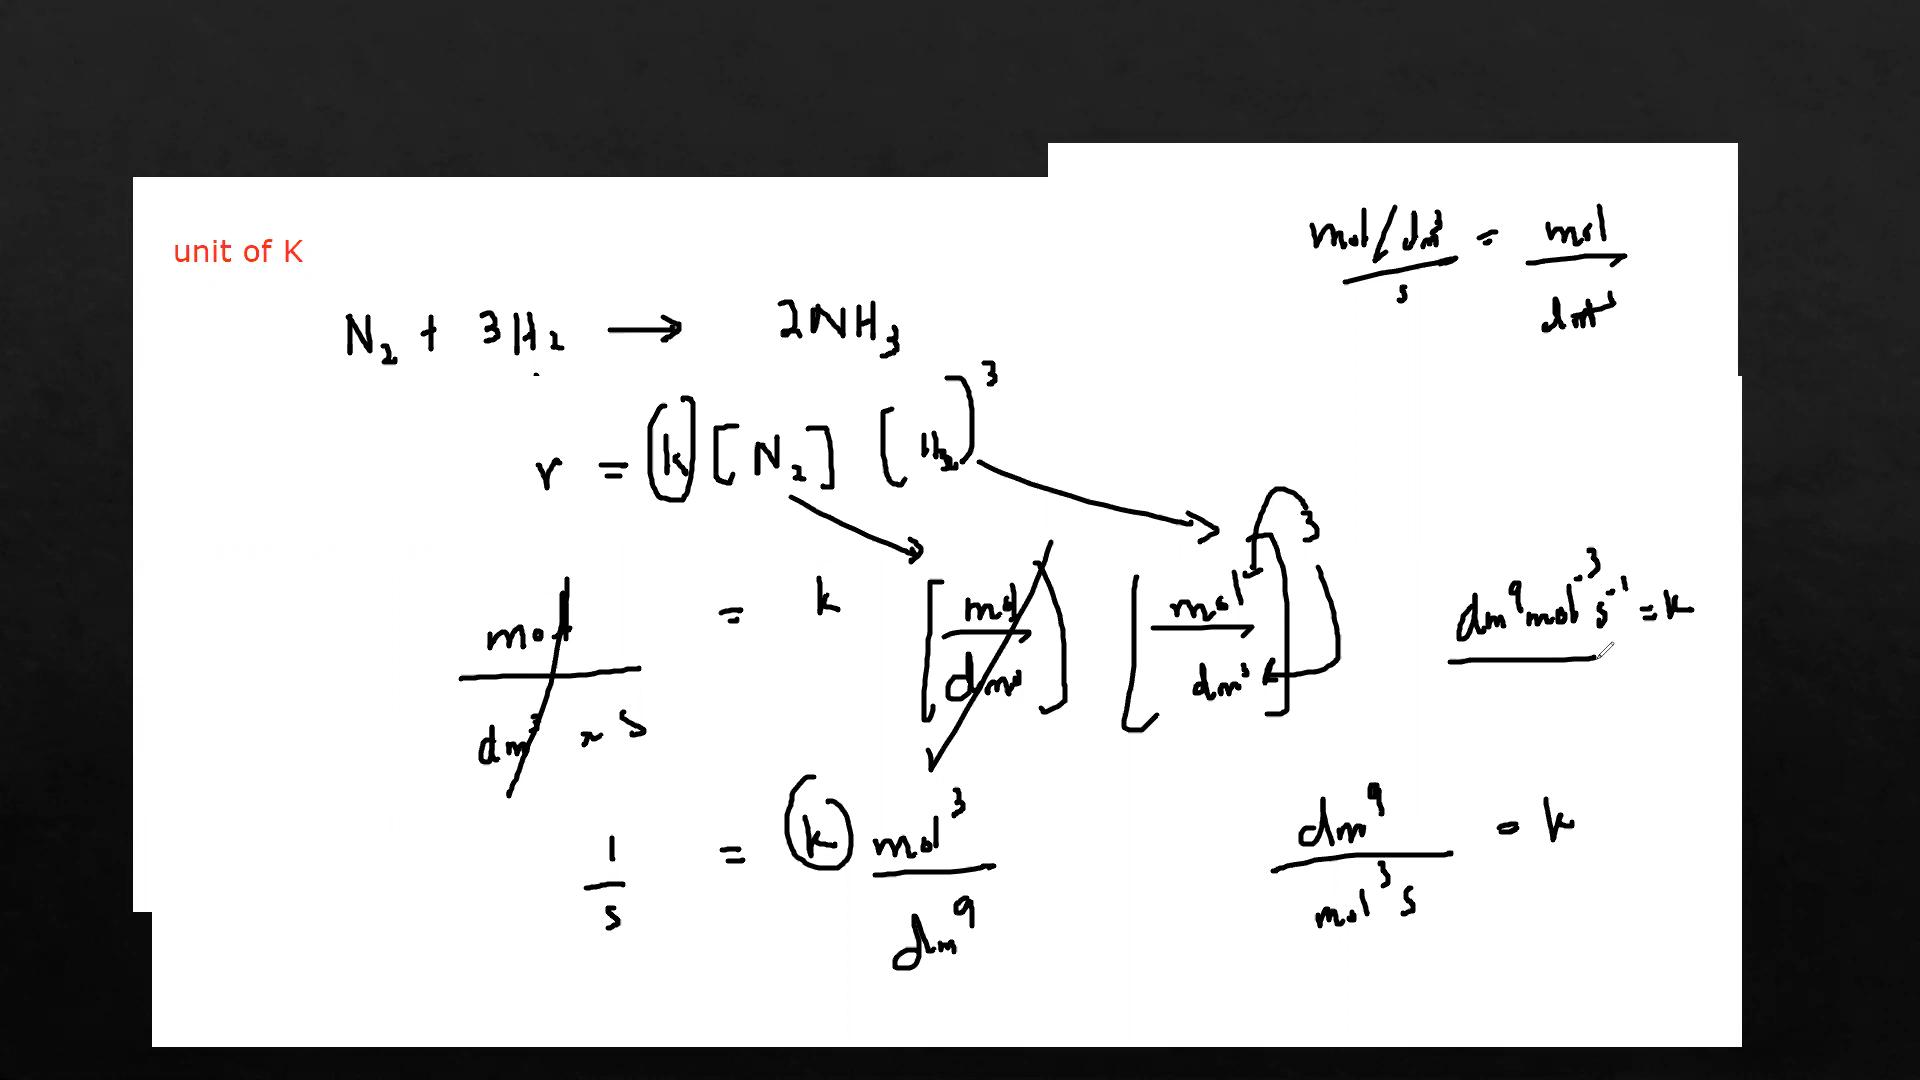 unit of K
mol/dm³ / s = mol / dm³
N₂ + 3H₂ → 2NH₃
r = k [N₂] [H₂]³
mol / dm³ × s = k [mol / dm³] [mol / dm³]³
dm⁹ mol⁻³ s⁻¹ = k
1 / s = k mol³ / dm⁹
dm⁹ / mol³ s = k